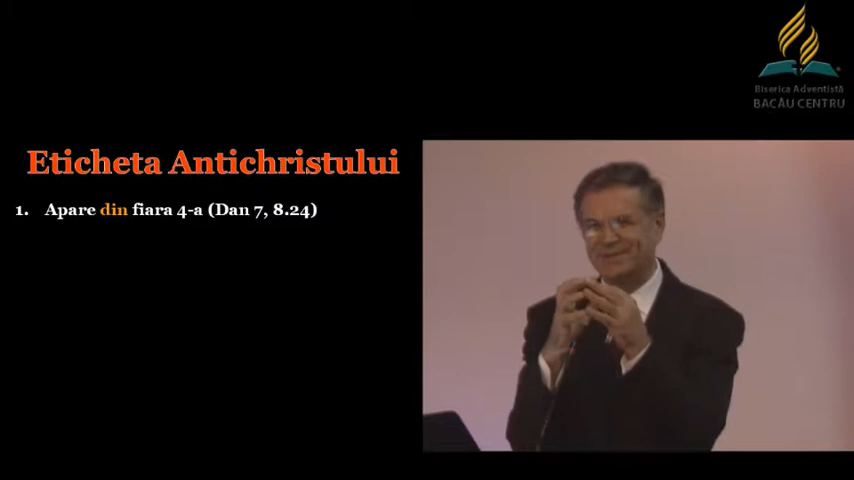 Biserica Adventistă
BACĂU CENTRU
Eticheta Antichristului
1. Apare din fiara 4-a (Dan 7, 8.24)